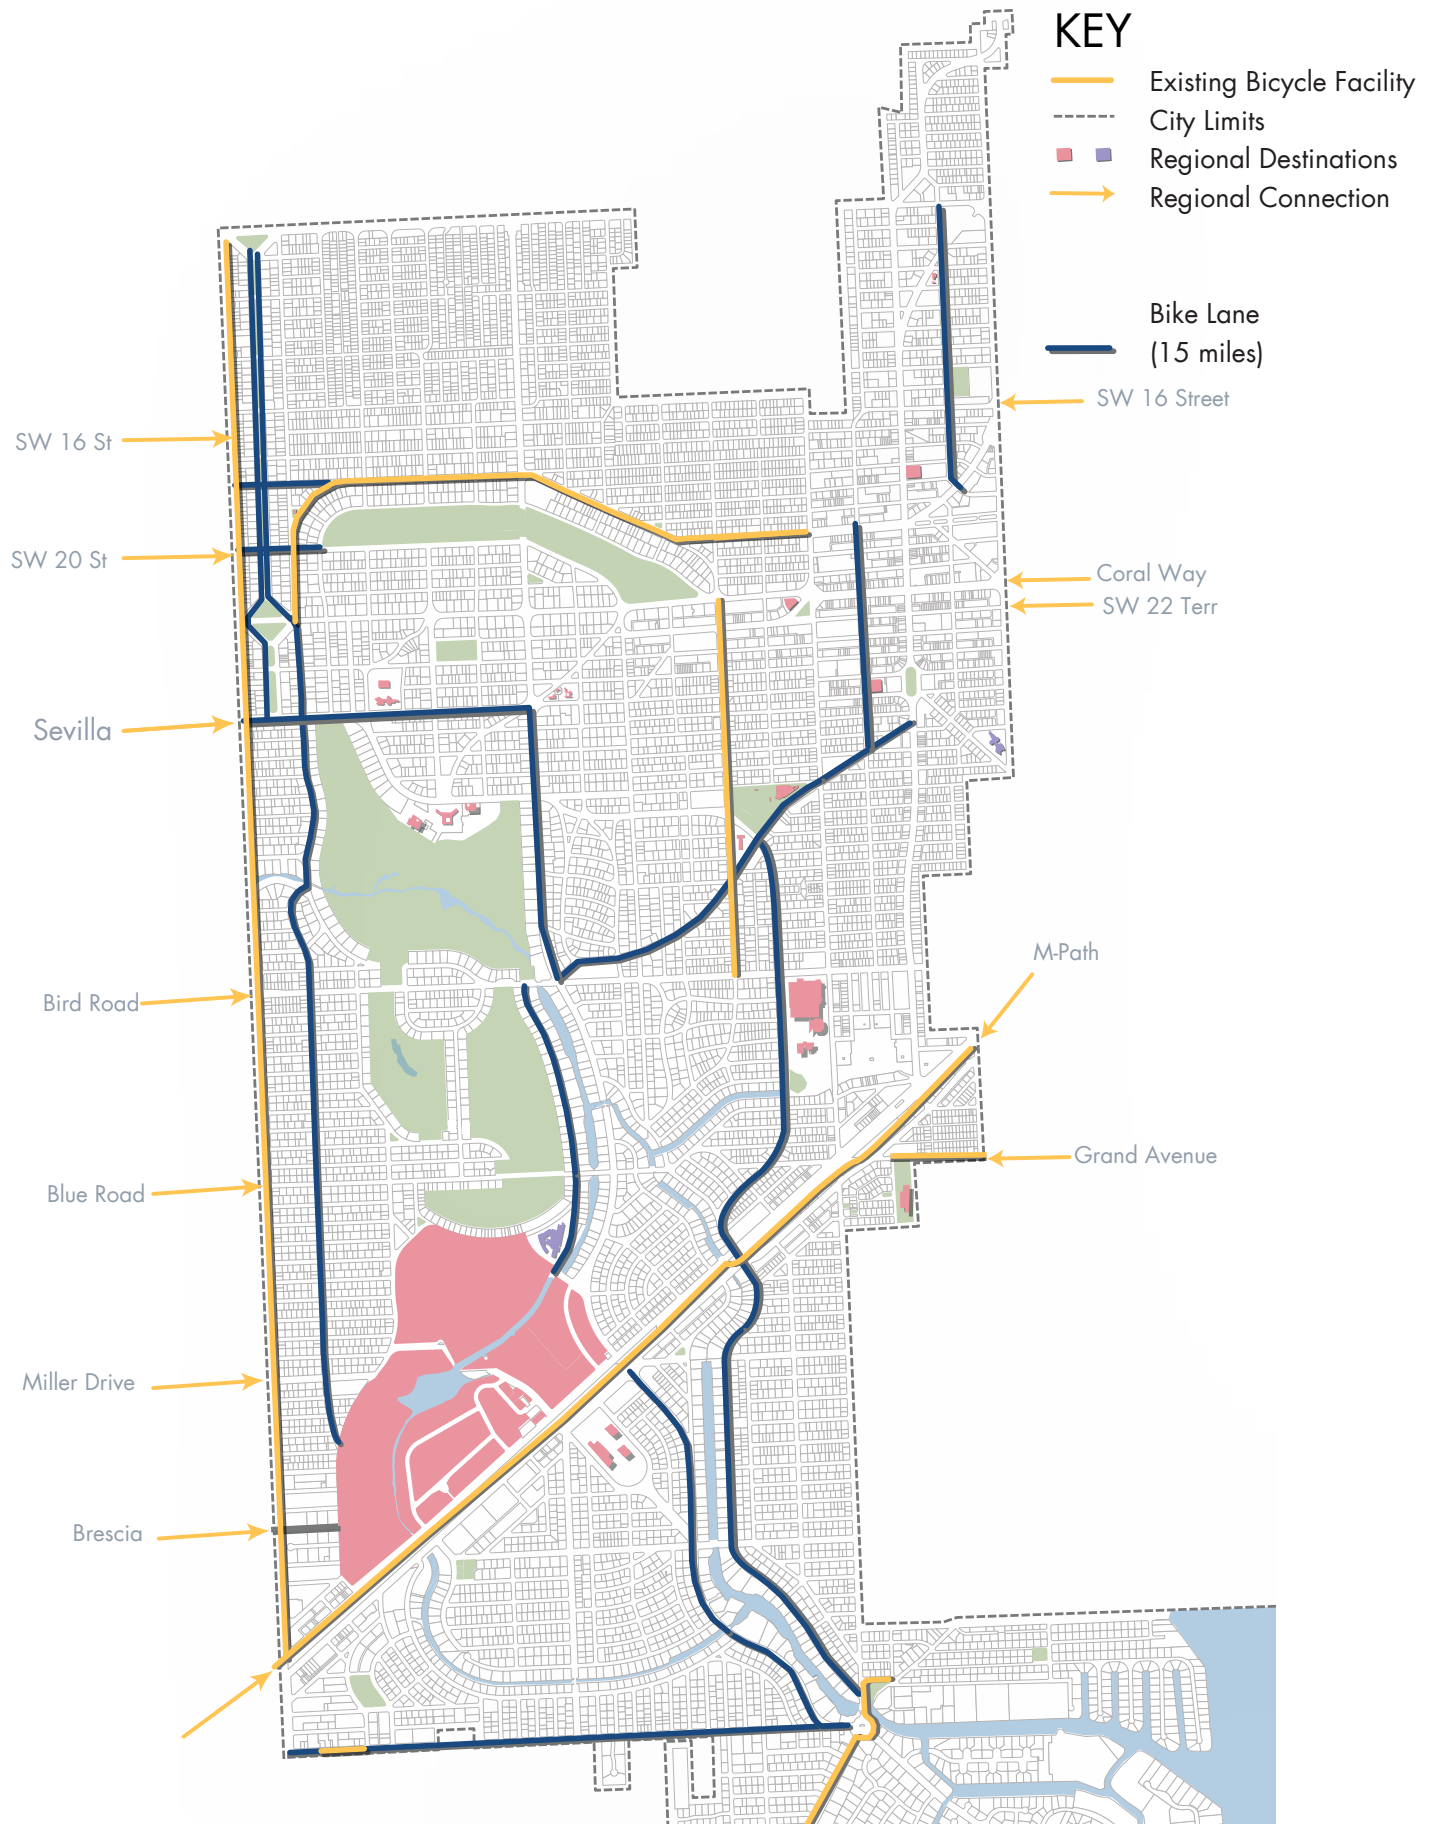 KEY
Existing Bicycle Facility
City Limits
Regional Destinations
Regional Connection
Bike Lane
(15 miles)
SW 16 Street
SW 16 St
SW 20 St
Coral Way
SW 22 Terr
Sevilla
M-Path
Bird Road
Grand Avenue
Blue Road
Miller Drive
Brescia